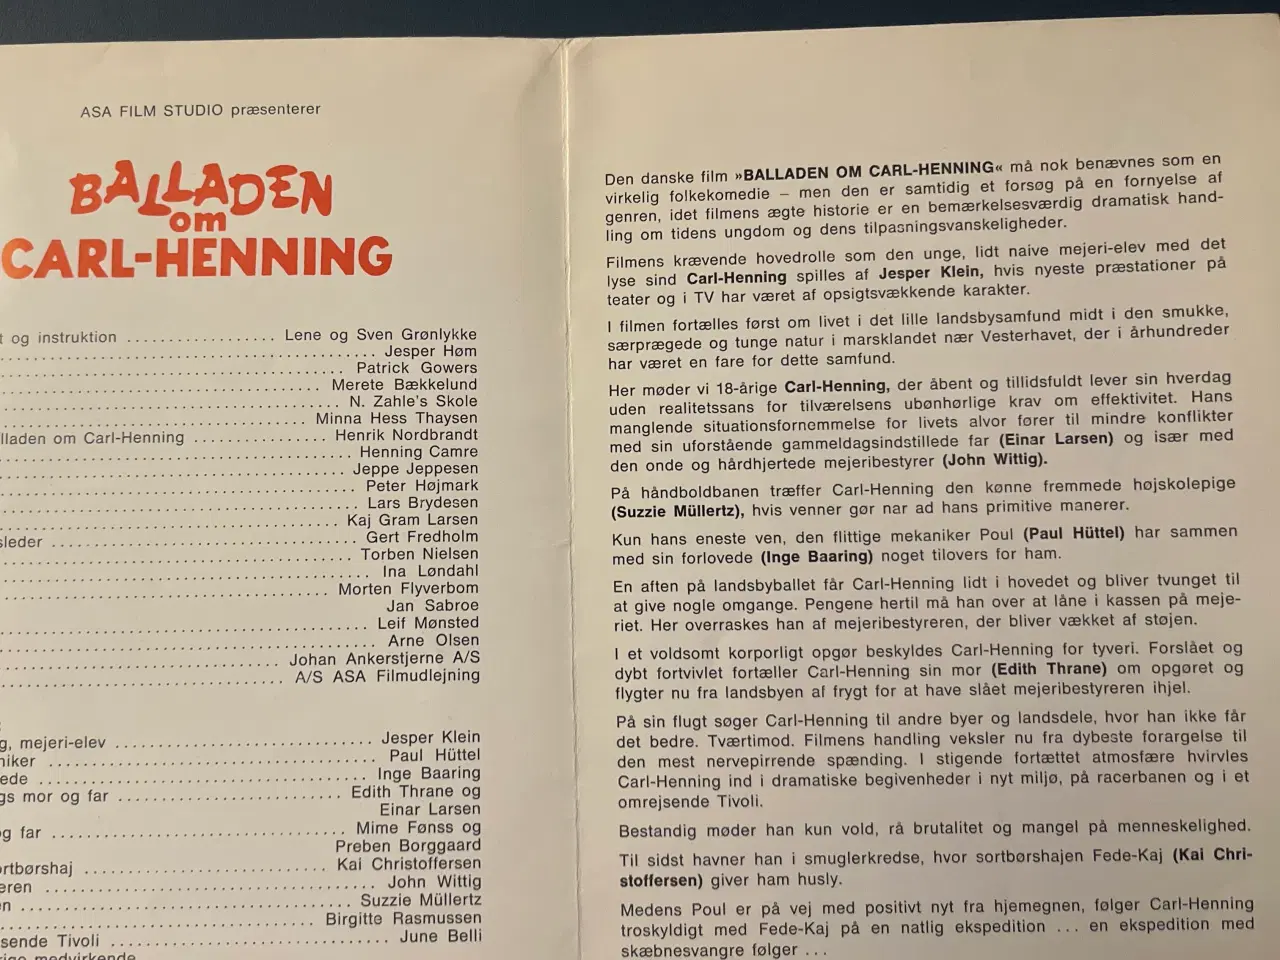 ASA FILM STUDIO præsenterer
BALLADEN
om
CARL-HENNING
og instruktion .................. Lene og Sven Grønlykke
Jesper Høm
Patrick Gowers
Merete Bækkelund
N. Zahle's Skole
Minna Hess Thaysen
lladen om Carl-Henning ................ Henrik Nordbrandt
Henning Camre
Jeppe Jeppesen
Peter Højmark
Lars Brydesen
Kaj Gram Larsen
sleder ........................................ Gert Fredholm
Torben Nielsen
Ina Løndahl
Morten Flyverbom
Jan Sabroe
Leif Mønsted
Arne Olsen
Johan Ankerstjerne A/S
A/S ASA Filmudlejning
g, mejeri-elev ............................... Jesper Klein
niker ....................................... Paul Hüttel
ede ......................................... Inge Baaring
gs mor og far ........................... Edith Thrane og
Einar Larsen
og far .................................... Mime Fønss og
Preben Borggaard
ortbørshaj .............................. Kai Christoffersen
eren ........................................ John Wittig
n ......................................... Suzzie Müllertz
Birgitte Rasmussen
sende Tivoli ................................. June Belli
medvirkende
Den danske film »BALLADEN OM CARL-HENNING« må nok benævnes som en
virkelig folkekomedie – men den er samtidig et forsøg på en fornyelse af
genren, idet filmens ægte historie er en bemærkelsesværdig dramatisk hand-
ling om tidens ungdom og dens tilpasningsvanskeligheder.
Filmens krævende hovedrolle som den unge, lidt naive mejeri-elev med det
lyse sind Carl-Henning spilles af Jesper Klein, hvis nyeste præstationer på
teater og i TV har været af opsigtsvækkende karakter.
I filmen fortælles først om livet i det lille landsbysamfund midt i den smukke,
særprægede og tunge natur i marsklandet nær Vesterhavet, der i århundreder
har været en fare for dette samfund.
Her møder vi 18-årige Carl-Henning, der åbent og tillidsfuldt lever sin hverdag
uden realitetssans for tilværelsens ubønhørlige krav om effektivitet. Hans
manglende situationsfornemmelse for livets alvor fører til mindre konflikter
med sin uforstående gammeldagsindstillede far (Einar Larsen) og især med
den onde og hårdhjertede mejeribestyrer (John Wittig).
På håndboldbanen træffer Carl-Henning den kønne fremmede højskolepige
(Suzzie Müllertz), hvis venner gør nar ad hans primitive manerer.
Kun hans eneste ven, den flittige mekaniker Poul (Paul Hüttel) har sammen
med sin forlovede (Inge Baaring) noget tilovers for ham.
En aften på landsbyballet får Carl-Henning lidt i hovedet og bliver tvunget til
at give nogle omgange. Pengene hertil må han over at låne i kassen på meje-
riet. Her overraskes han af mejeribestyreren, der bliver vækket af støjen.
I et voldsomt korporligt opgør beskyldes Carl-Henning for tyveri. Forslået og
dybt fortvivlet fortæller Carl-Henning sin mor (Edith Thrane) om opgøret og
flygter nu fra landsbyen af frygt for at have slået mejeribestyreren ihjel.
På sin flugt søger Carl-Henning til andre byer og landsdele, hvor han ikke får
det bedre. Tværtimod. Filmens handling veksler nu fra dybeste forargelse til
den mest nervepirrende spænding. I stigende fortættet atmosfære hvirvles
Carl-Henning ind i dramatiske begivenheder i nyt miljø, på racerbanen og i et
omrejsende Tivoli.
Bestandig møder han kun vold, rå brutalitet og mangel på menneskelighed.
Til sidst havner han i smuglerkredse, hvor sortbørshajen Fede-Kaj (Kai Chri-
stoffersen) giver ham husly.
Medens Poul er på vej med positivt nyt fra hjemegnen, følger Carl-Henning
troskyldigt med Fede-Kaj på en natlig ekspedition ... en ekspedition med
skæbnesvangre følger ...